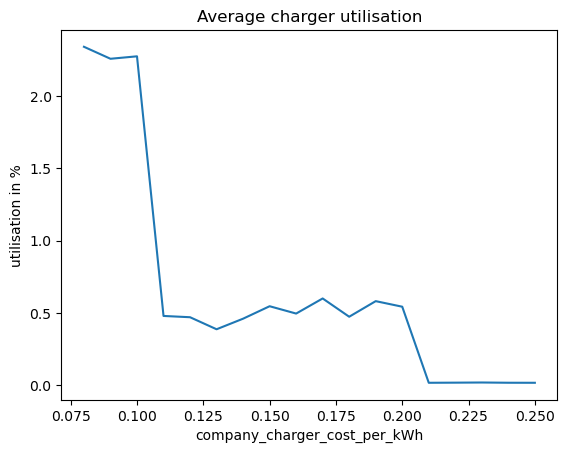 Average charger utilisation
utilisation in %
2.0
1.5
1.0
0.5
0.0
0.075 0.100 0.125 0.150 0.175 0.200 0.225 0.250
company_charger_cost_per_kWh